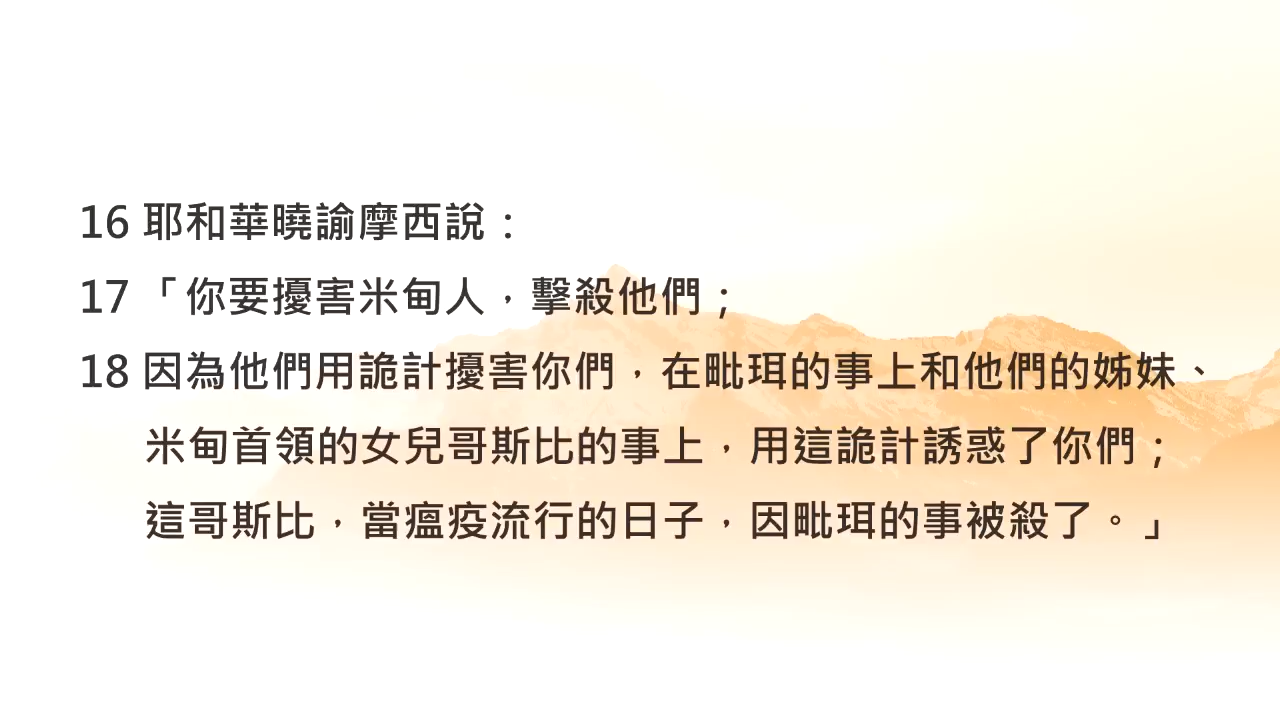 16 耶和華曉諭摩西說：
17 「你要擾害米甸人，擊殺他們；
18 因為他們用詭計擾害你們，在毗珥的事上和他們的姊妹、
米甸首領的女兒哥斯比的事上，用這詭計誘惑了你們；
這哥斯比，當瘟疫流行的日子，因毗珥的事被殺了。」